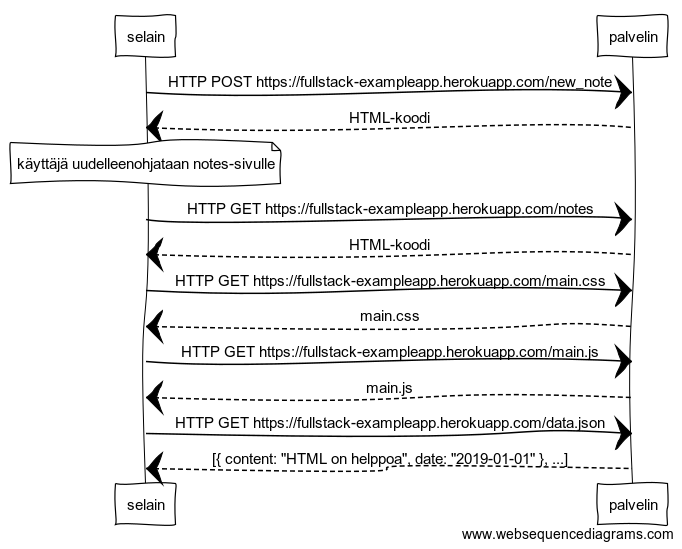 selain
palvelin
HTTP POST https://fullstack-exampleapp.herokuapp.com/new_note
HTML-koodi
käyttäjä uudelleenohjataan notes-sivulle
HTTP GET https://fullstack-exampleapp.herokuapp.com/notes
HTML-koodi
HTTP GET https://fullstack-exampleapp.herokuapp.com/main.css
main.css
HTTP GET https://fullstack-exampleapp.herokuapp.com/main.js
main.js
HTTP GET https://fullstack-exampleapp.herokuapp.com/data.json
[{ content: "HTML on helppoa", date: "2019-01-01" }, ...]
selain
palvelin
www.websequencediagrams.com